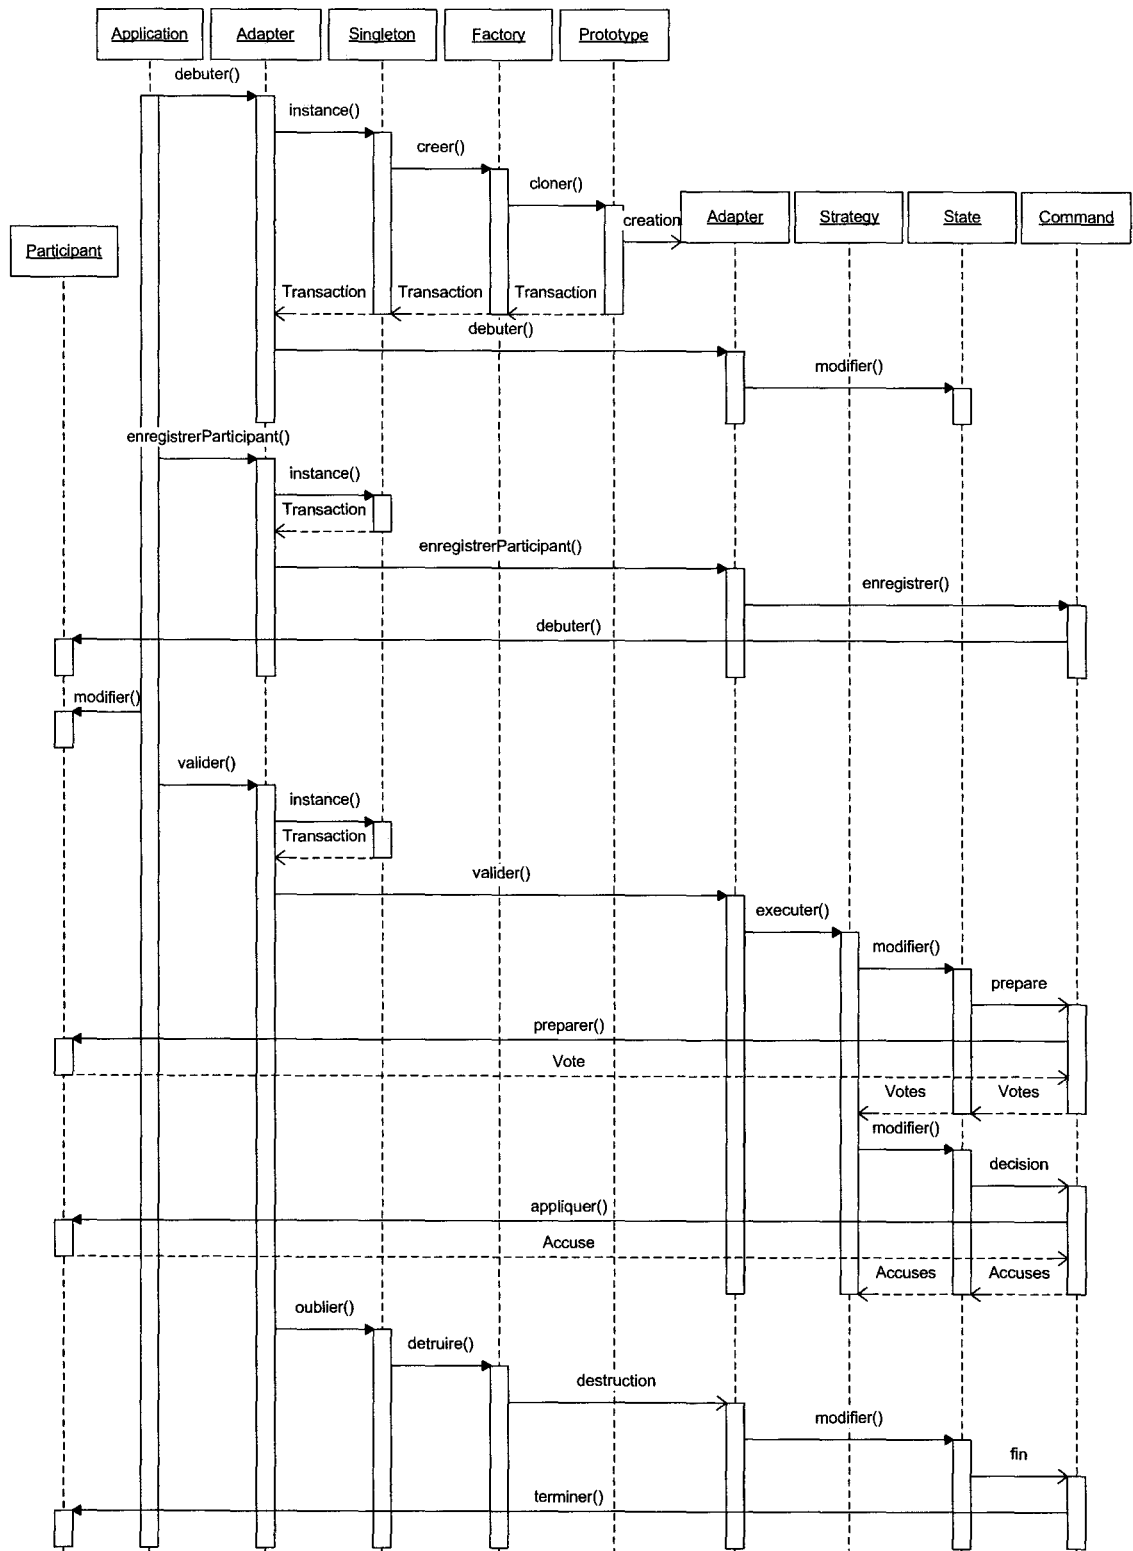 Application
Adapter
Singleton
Factory
Prototype
debuter()
instance()
creer()
cloner()
creation
Adapter
Strategy
State
Command
Participant
Transaction
Transaction
Transaction
debuter()
modifier()
enregistrerParticipant()
instance()
Transaction
enregistrerParticipant()
enregistrer()
debuter()
modifier()
valider()
instance()
Transaction
valider()
executer()
modifier()
prepare
preparer()
Vote
Votes
Votes
modifier()
decision
appliquer()
Accuse
Accuses
Accuses
oublier()
detruire()
destruction
modifier()
fin
terminer()